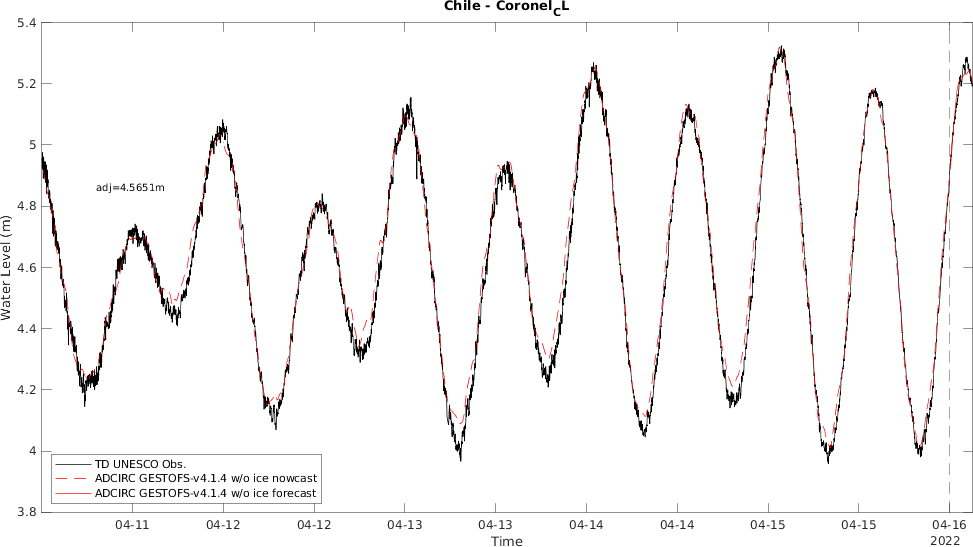 Chile - Coronel_CL
5.4
5.2
5
4.8
4.6
4.4
4.2
4
3.8
Water Level (m)
adj=4.5651m
TD UNESCO Obs.
ADCIRC GESTOFS-v4.1.4 w/o ice nowcast
ADCIRC GESTOFS-v4.1.4 w/o ice forecast
04-11 04-12 04-12 04-13 04-13 04-14 04-14 04-15 04-15 04-16
Time 2022